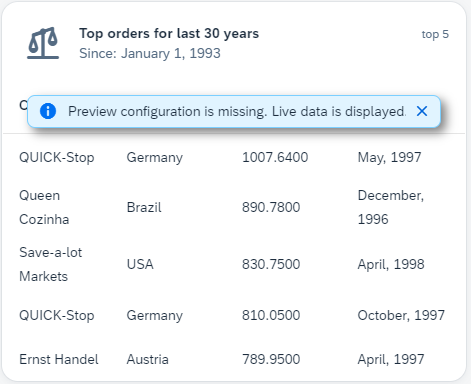 Top orders for last 30 years
top 5
Since: January 1, 1993
Preview configuration is missing. Live data is displayed.
QUICK-Stop Germany 1007.6400 May, 1997
Queen Cozinha Brazil 890.7800 December, 1996
Save-a-lot Markets USA 830.7500 April, 1998
QUICK-Stop Germany 810.0500 October, 1997
Ernst Handel Austria 789.9500 April, 1997